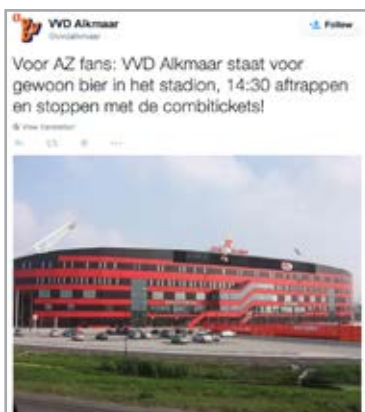 VVD Alkmaar
Follow
Voor AZ fans: VVD Alkmaar staat voor
gewoon bier in het stadion, 14:30 aftrappen
en stoppen met de combitickets!
View translation